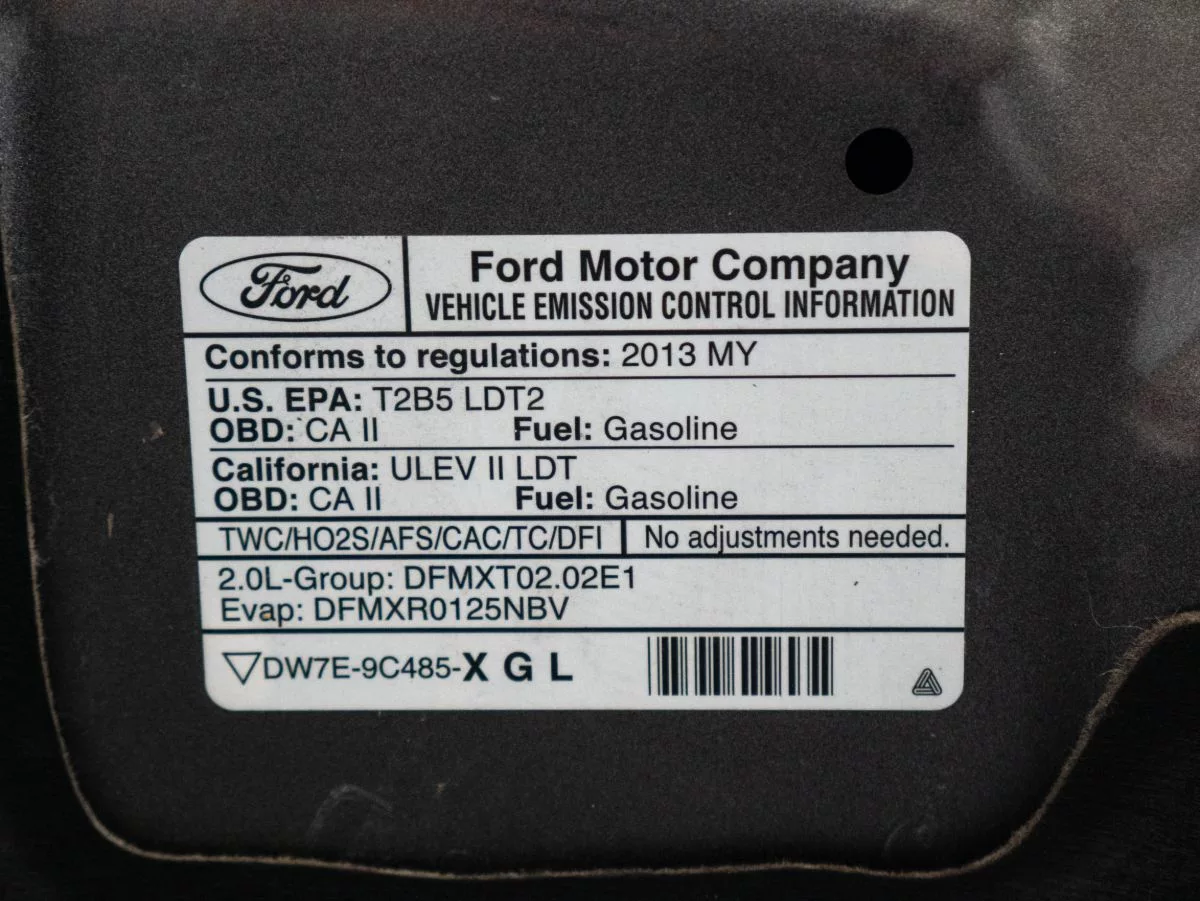 Ford
Ford Motor Company
VEHICLE EMISSION CONTROL INFORMATION
Conforms to regulations: 2013 MY
U.S. EPA: T2B5 LDT2
OBD: CA II Fuel: Gasoline
California: ULEV II LDT
OBD: CA II Fuel: Gasoline
TWC/HO2S/AFS/CAC/TC/DFI No adjustments needed.
2.0L-Group: DFMXT02.02E1
Evap: DFMXR0125NBV
▽DW7E-9C485-X G L